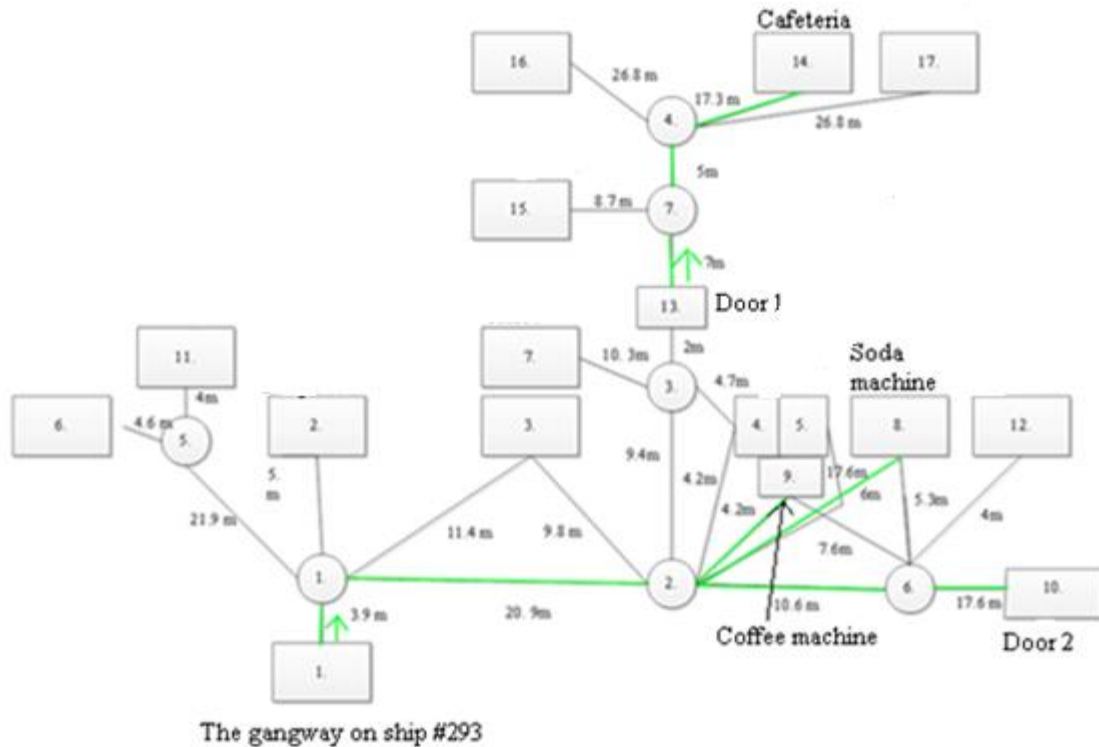 Cafeteria
16.
14.
17.
26.8 m
17.3 m
4.
26.8 m
5m
15.
8.7 m
7.
7m
13.
Door 1
2m
11.
7.
10.3m
3.
4.7m
Soda
machine
4m
6.
4.6 m
5.
2.
3.
4.
5.
8.
12.
9.4m
9.
17.6m
5.
m
4.2m
6m
5.3m
4.2m
4m
21.9 m
11.4 m
9.8 m
7.6m
1.
2.
6.
20.9m
10.6 m
17.6 m
10.
3.9 m
Coffee machine
Door 2
1.
The gangway on ship #293